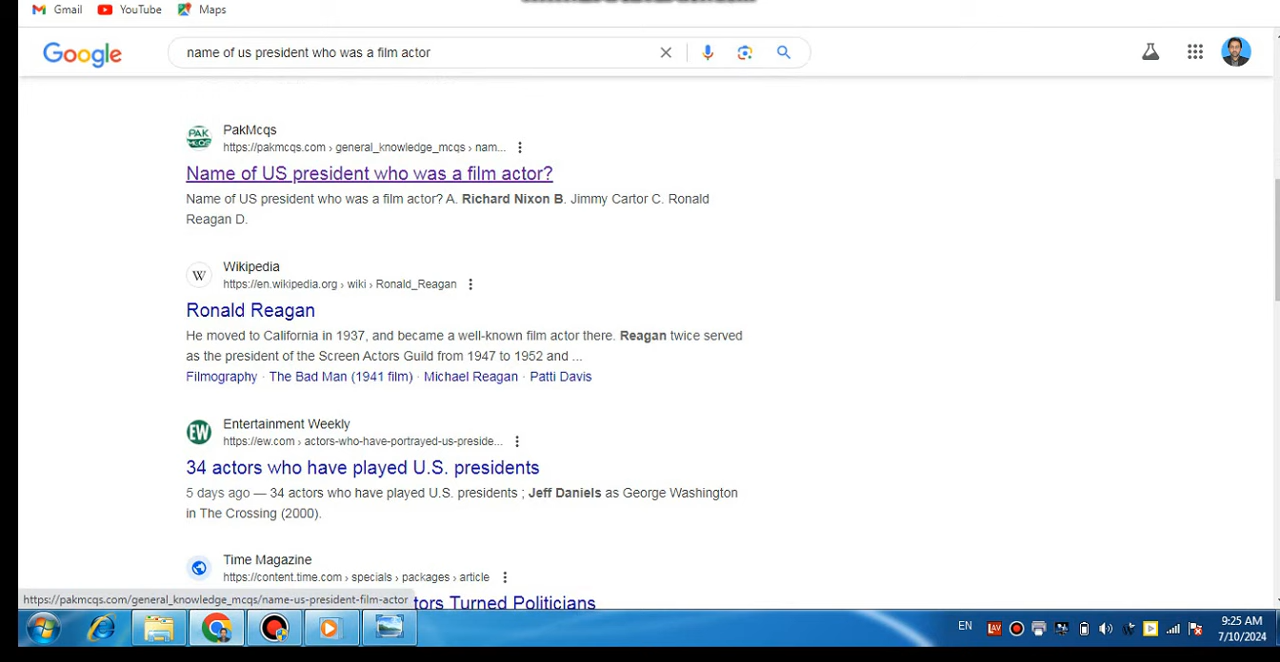 Gmail YouTube Maps
Google name of us president who was a film actor
PAK MCQS PakMcqs
https://pakmcqs.com › general_knowledge_mcqs › nam...
Name of US president who was a film actor?
Name of US president who was a film actor? A. Richard Nixon B. Jimmy Cartor C. Ronald
Reagan D.
W Wikipedia
https://en.wikipedia.org › wiki › Ronald_Reagan
Ronald Reagan
He moved to California in 1937, and became a well-known film actor there. Reagan twice served
as the president of the Screen Actors Guild from 1947 to 1952 and ...
Filmography · The Bad Man (1941 film) · Michael Reagan · Patti Davis
EW Entertainment Weekly
https://ew.com › actors-who-have-portrayed-us-preside...
34 actors who have played U.S. presidents
5 days ago — 34 actors who have played U.S. presidents ; Jeff Daniels as George Washington
in The Crossing (2000).
Time Magazine
https://content.time.com › specials › packages › article
tors Turned Politicians
https://pakmcqs.com/general_knowledge_mcqs/name-us-president-film-actor
EN LAV 9:25 AM
7/10/2024